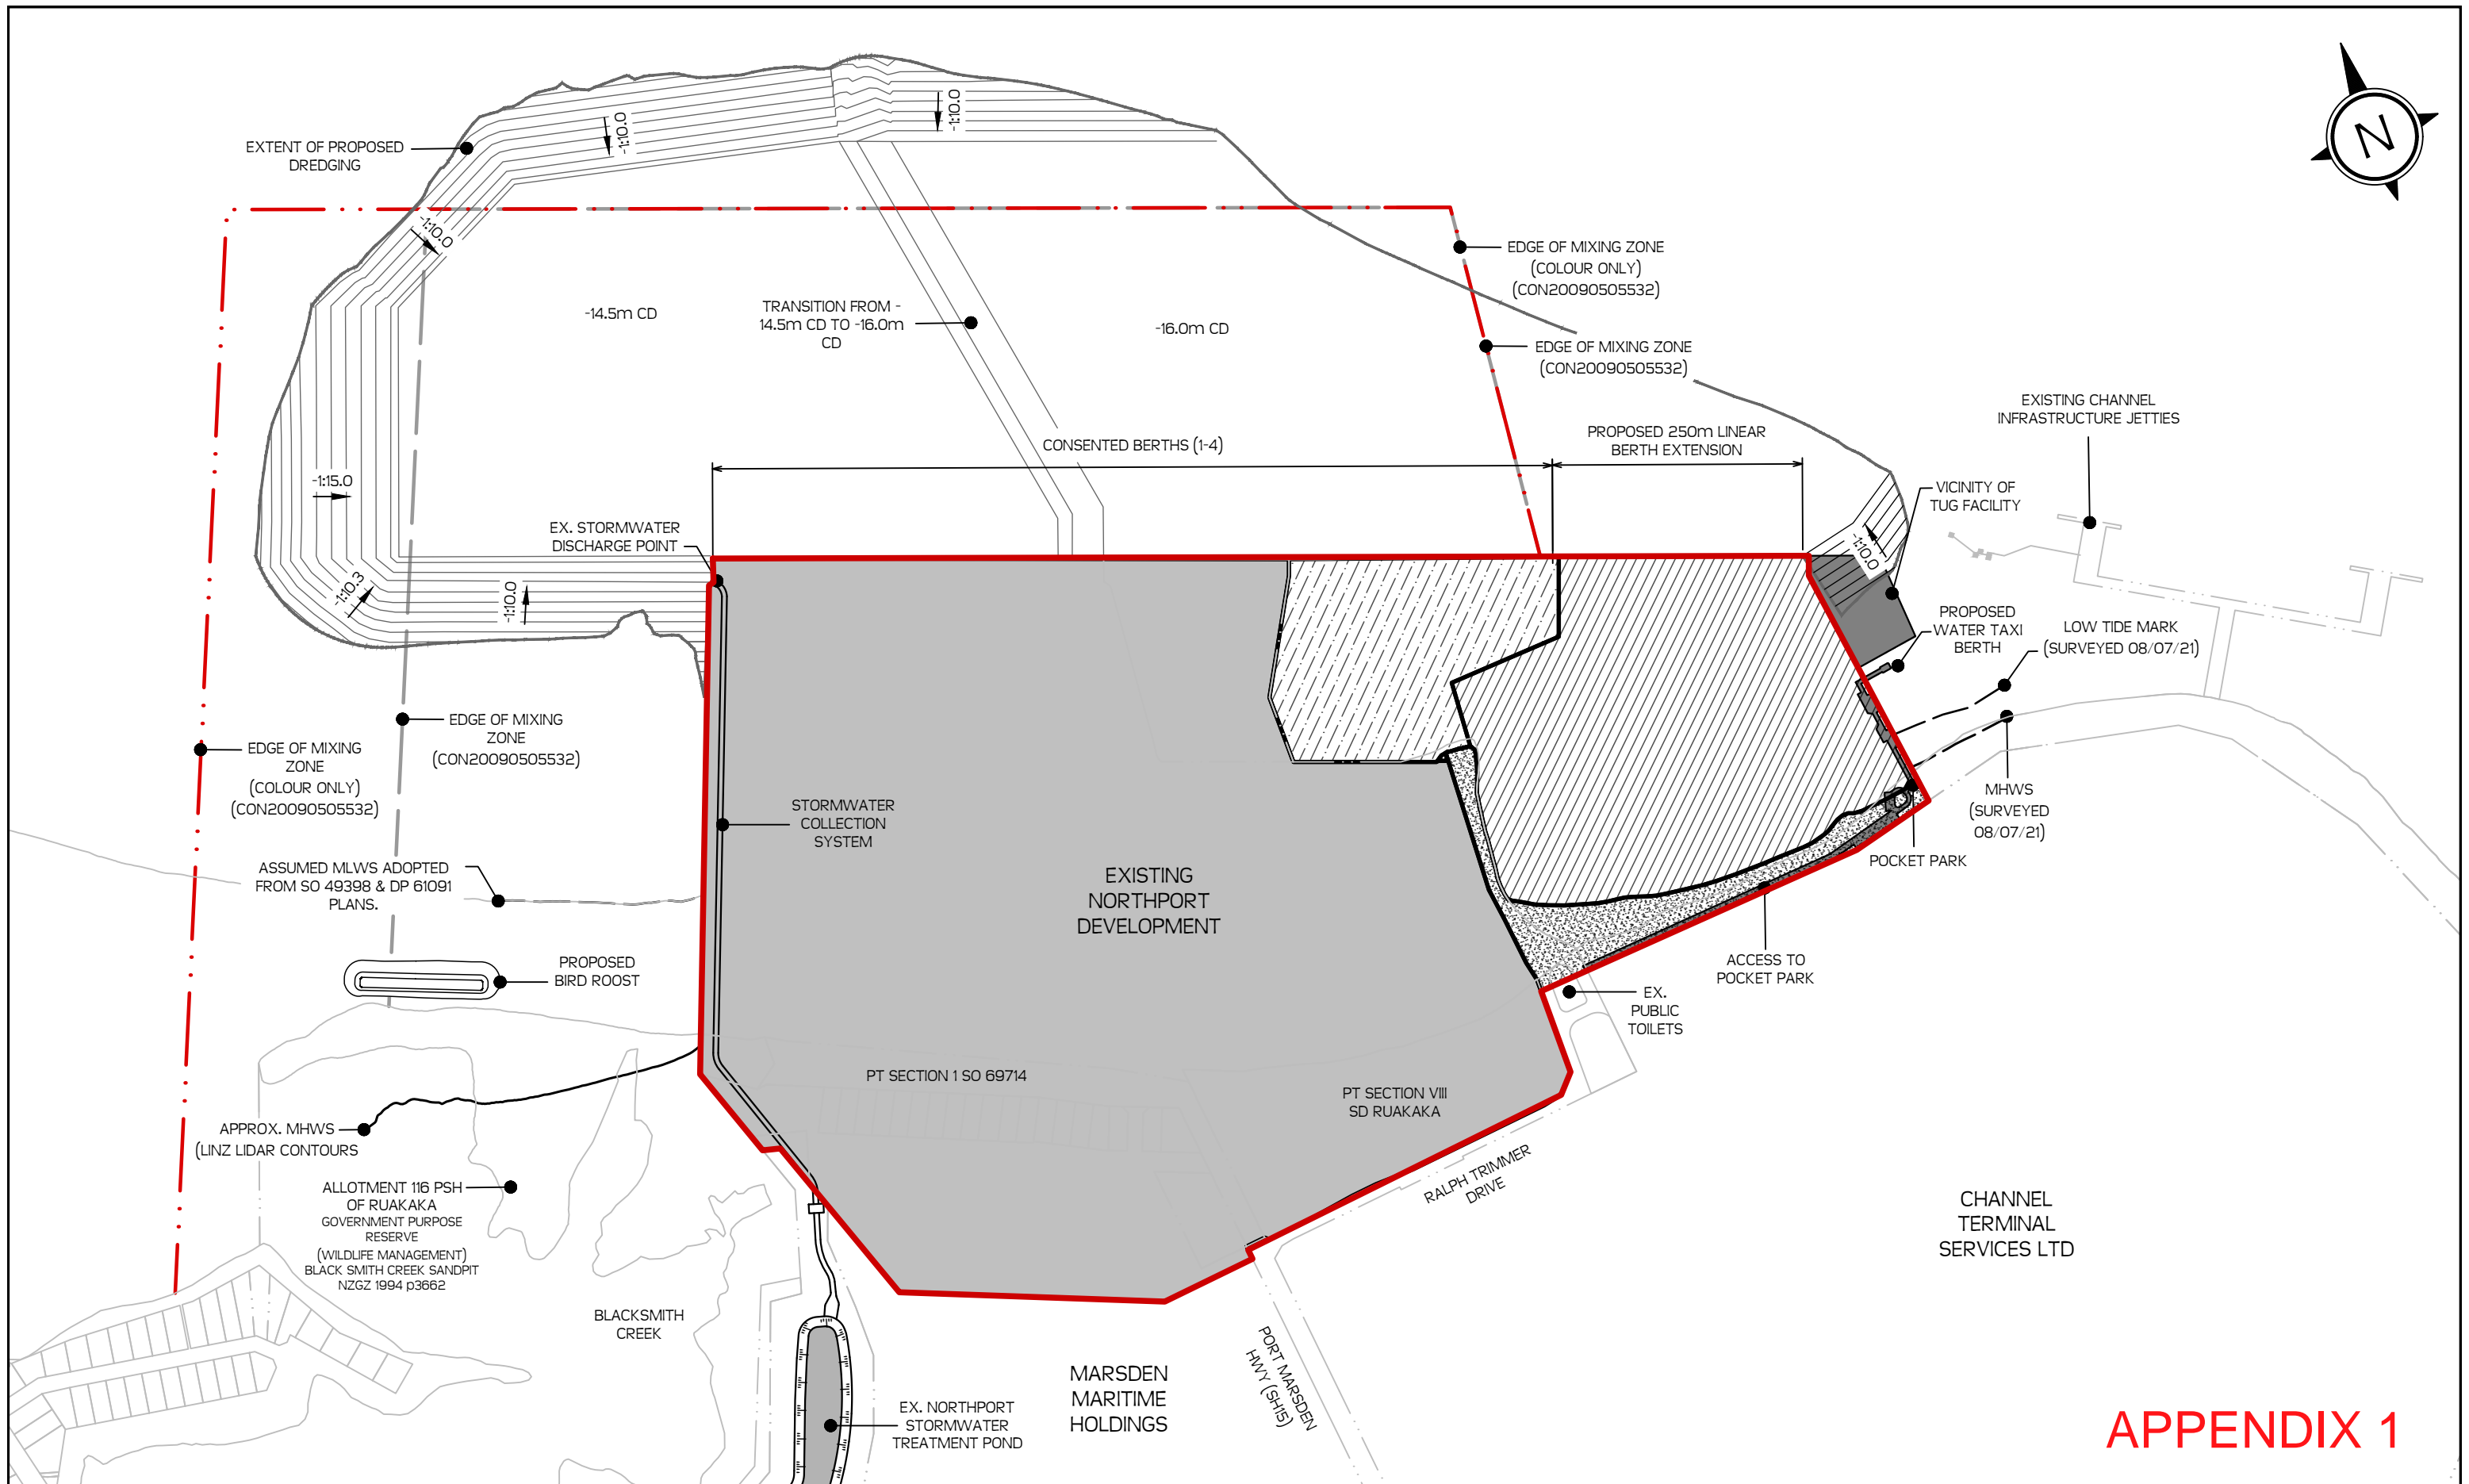 N
-1:10.0
-1:10.0
EXTENT OF PROPOSED
DREDGING
-1:10.0
EDGE OF MIXING ZONE
(COLOUR ONLY)
(CON20090505532)
-14.5m CD
TRANSITION FROM -
14.5m CD TO -16.0m
CD
-16.0m CD
EDGE OF MIXING ZONE
(CON20090505532)
EXISTING CHANNEL
INFRASTRUCTURE JETTIES
CONSENTED BERTHS (1-4)
PROPOSED 250m LINEAR
BERTH EXTENSION
-1:15.0
VICINITY OF
TUG FACILITY
EX. STORMWATER
DISCHARGE POINT
-1:10.0
-1:10.3
-1:10.0
PROPOSED
WATER TAXI
BERTH
LOW TIDE MARK
(SURVEYED 08/07/21)
EDGE OF MIXING
ZONE
(CON20090505532)
EDGE OF MIXING
ZONE
(COLOUR ONLY)
(CON20090505532)
STORMWATER
COLLECTION
SYSTEM
MHWS
(SURVEYED
08/07/21)
POCKET PARK
ASSUMED MLWS ADOPTED
FROM SO 49398 & DP 61091
PLANS.
EXISTING
NORTHPORT
DEVELOPMENT
PROPOSED
BIRD ROOST
ACCESS TO
POCKET PARK
EX.
PUBLIC
TOILETS
PT SECTION 1 SO 69714
PT SECTION VIII
SD RUAKAKA
APPROX. MHWS
(LINZ LIDAR CONTOURS
RALPH TRIMMER
DRIVE
ALLOTMENT 116 PSH
OF RUAKAKA
GOVERNMENT PURPOSE
RESERVE
(WILDLIFE MANAGEMENT)
BLACK SMITH CREEK SANDPIT
NZGZ 1994 p3662
CHANNEL
TERMINAL
SERVICES LTD
BLACKSMITH
CREEK
PORT MARSDEN
HWY (SH15)
MARSDEN
MARITIME
HOLDINGS
EX. NORTHPORT
STORMWATER
TREATMENT POND
APPENDIX 1